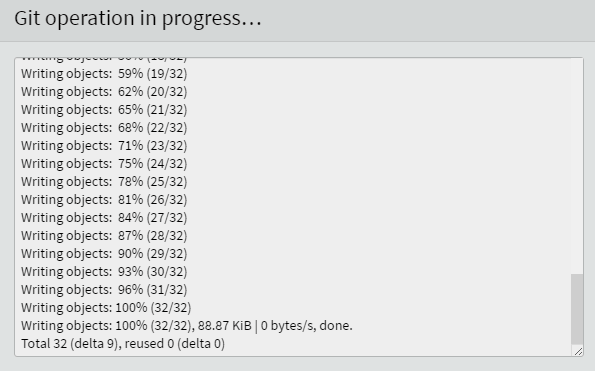 Git operation in progress…
Writing objects:  59% (19/32)
Writing objects:  62% (20/32)
Writing objects:  65% (21/32)
Writing objects:  68% (22/32)
Writing objects:  71% (23/32)
Writing objects:  75% (24/32)
Writing objects:  78% (25/32)
Writing objects:  81% (26/32)
Writing objects:  84% (27/32)
Writing objects:  87% (28/32)
Writing objects:  90% (29/32)
Writing objects:  93% (30/32)
Writing objects:  96% (31/32)
Writing objects: 100% (32/32)
Writing objects: 100% (32/32), 88.87 KiB | 0 bytes/s, done.
Total 32 (delta 9), reused 0 (delta 0)